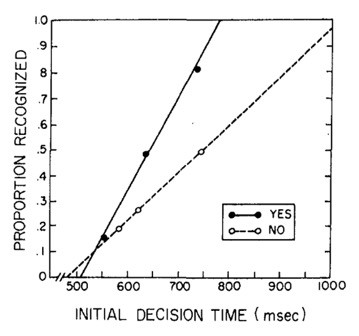 PROPORTION RECOGNIZED
1.0
.9
.8
.7
.6
.5
.4
.3
.2
.1
0
YES
NO
500 600 700 800 900 1000
INITIAL DECISION TIME (msec)